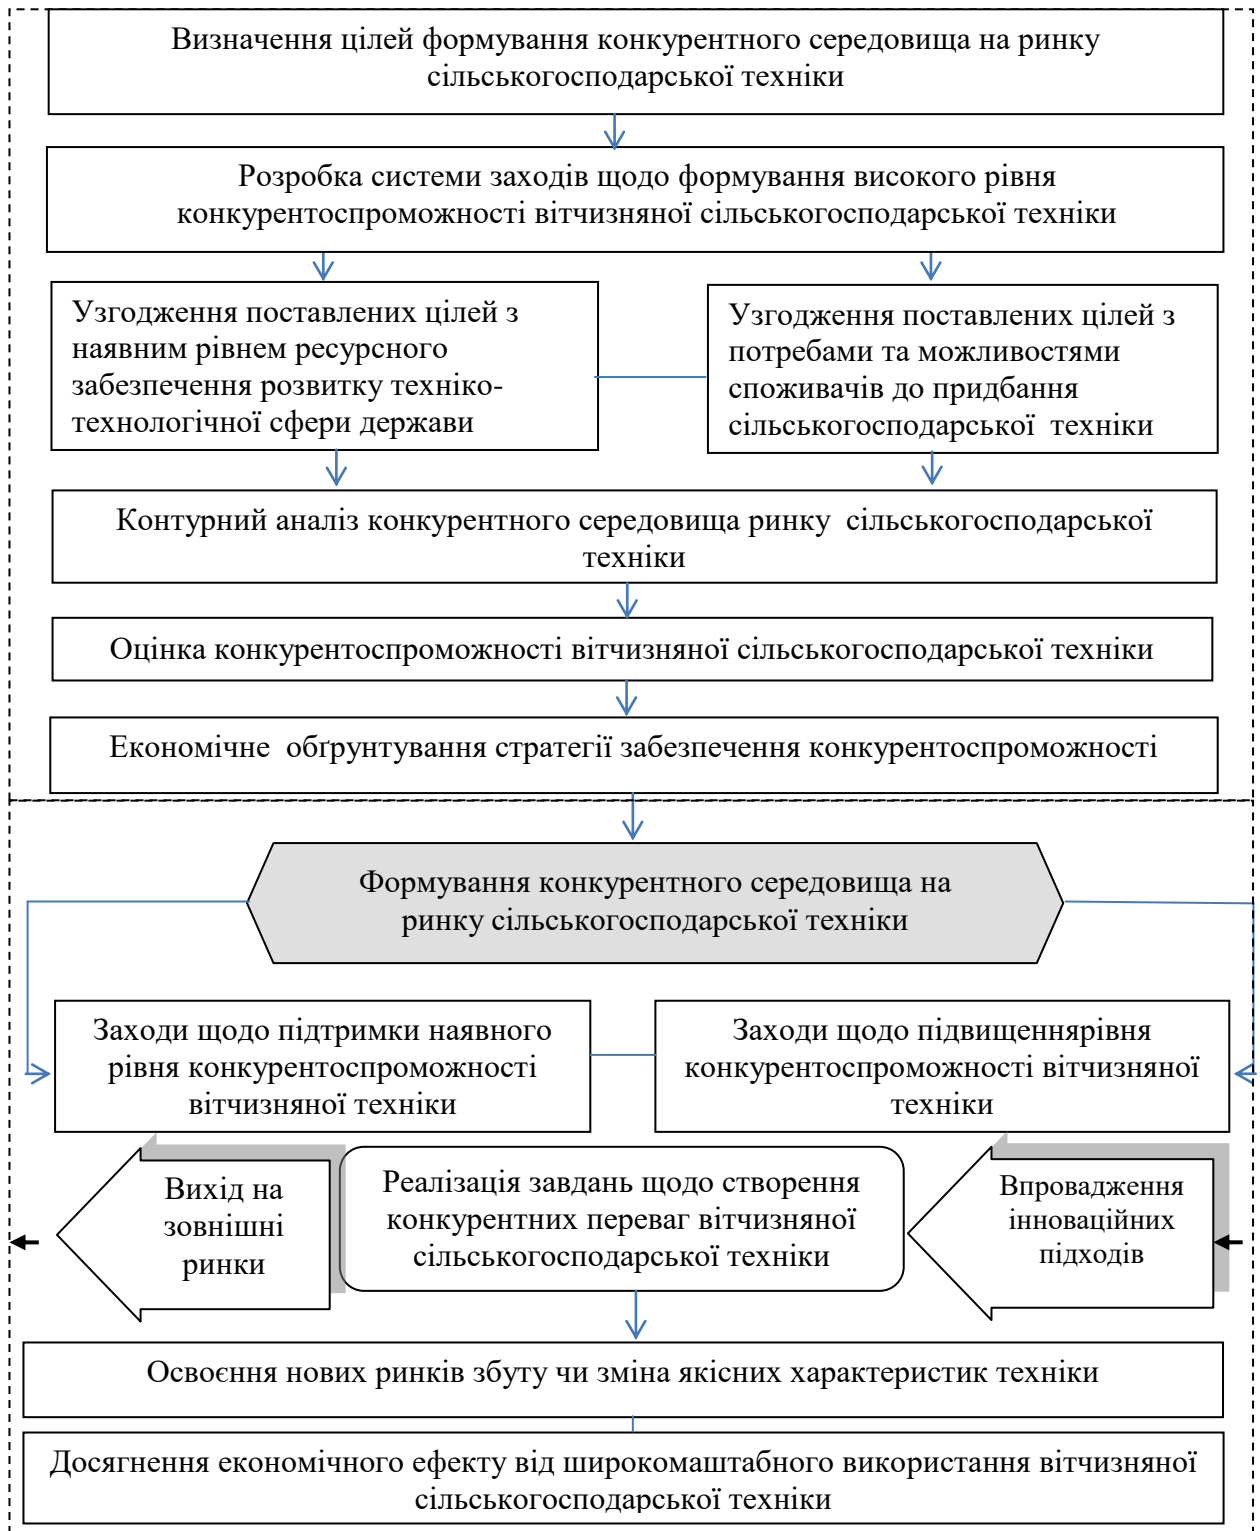 Визначення цілей формування конкурентного середовища на ринку
сільськогосподарської техніки
Розробка системи заходів щодо формування високого рівня
конкурентоспроможності вітчизняної сільськогосподарської техніки
Узгодження поставлених цілей з
наявним рівнем ресурсного
забезпечення розвитку техніко-
технологічної сфери держави
Узгодження поставлених цілей з
потребами та можливостями
споживачів до придбання
сільськогосподарської техніки
Контурний аналіз конкурентного середовища ринку сільськогосподарської
техніки
Оцінка конкурентоспроможності вітчизняної сільськогосподарської техніки
Економічне обґрунтування стратегії забезпечення конкурентоспроможності
Формування конкурентного середовища на
ринку сільськогосподарської техніки
Заходи щодо підтримки наявного
рівня конкурентоспроможності
вітчизняної техніки
Заходи щодо підвищеннярівня
конкурентоспроможності вітчизняної
техніки
Вихід на
зовнішні
ринки
Реалізація завдань щодо створення
конкурентних переваг вітчизняної
сільськогосподарської техніки
Впровадження
інноваційних
підходів
Освоєння нових ринків збуту чи зміна якісних характеристик техніки
Досягнення економічного ефекту від широкомаштабного використання вітчизняної
сільськогосподарської техніки